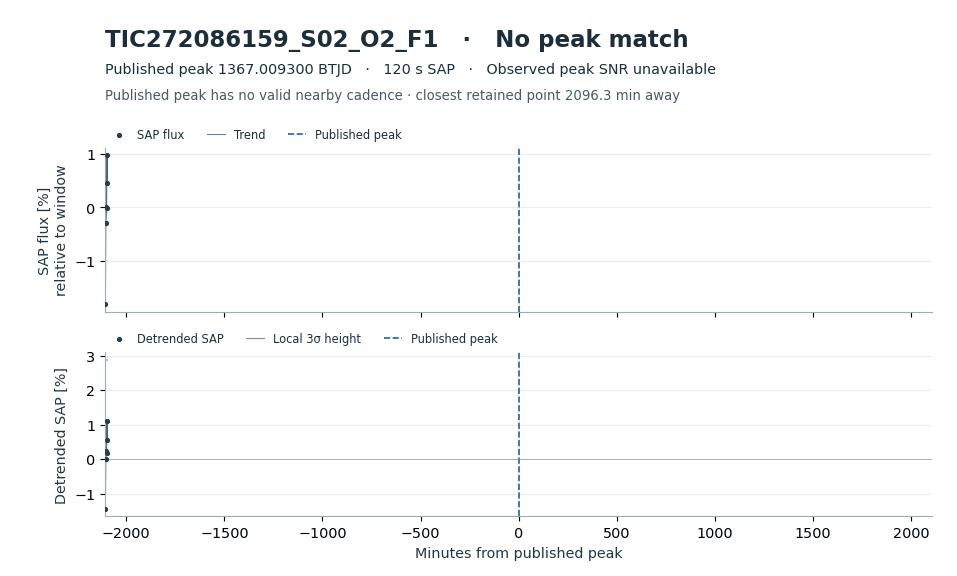 TIC272086159_S02_O2_F1 · No peak match
Published peak 1367.009300 BTJD · 120 s SAP · Observed peak SNR unavailable
Published peak has no valid nearby cadence · closest retained point 2096.3 min away
SAP flux Trend Published peak
SAP flux [%]
relative to window
1
0
−1
Detrended SAP Local 3σ height Published peak
Detrended SAP [%]
3
2
1
0
−1
−2000 −1500 −1000 −500 0 500 1000 1500 2000
Minutes from published peak